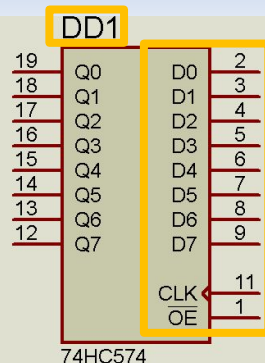 DD1
19 Q0 D0 2
18 Q1 D1 3
17 Q2 D2 4
16 Q3 D3 5
15 Q4 D4 6
14 Q5 D5 7
13 Q6 D6 8
12 Q7 D7 9
CLK 11
OE 1
74HC574